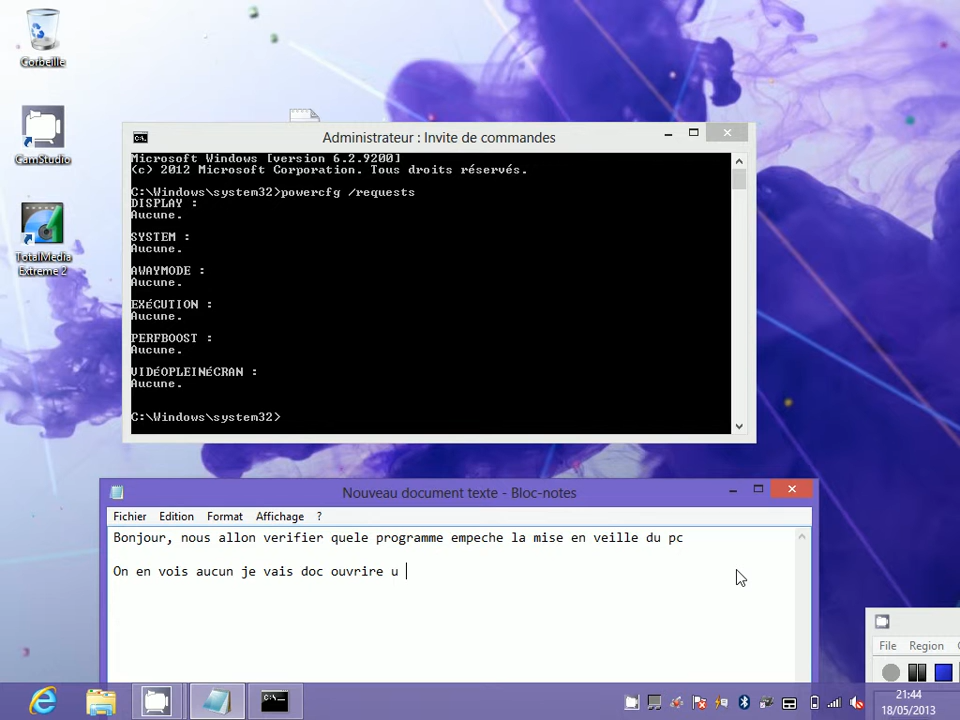 Corbeille
CamStudio
TotalMedia
Extreme 2
Administrateur : Invite de commandes
Microsoft Windows [version 6.2.9200]
(c) 2012 Microsoft Corporation. Tous droits réservés.
C:\Windows\system32>powercfg /requests
DISPLAY :
Aucune.
SYSTEM :
Aucune.
AWAYMODE :
Aucune.
EXÉCUTION :
Aucune.
PERFBOOST :
Aucune.
VIDÉOPLEINÉCRAN :
Aucune.
C:\Windows\system32>
Nouveau document texte - Bloc-notes
Fichier Edition Format Affichage ?
Bonjour, nous allon verifier quele programme empeche la mise en veille du pc
On en vois aucun je vais doc ouvrire u
File Region
21:44
18/05/2013